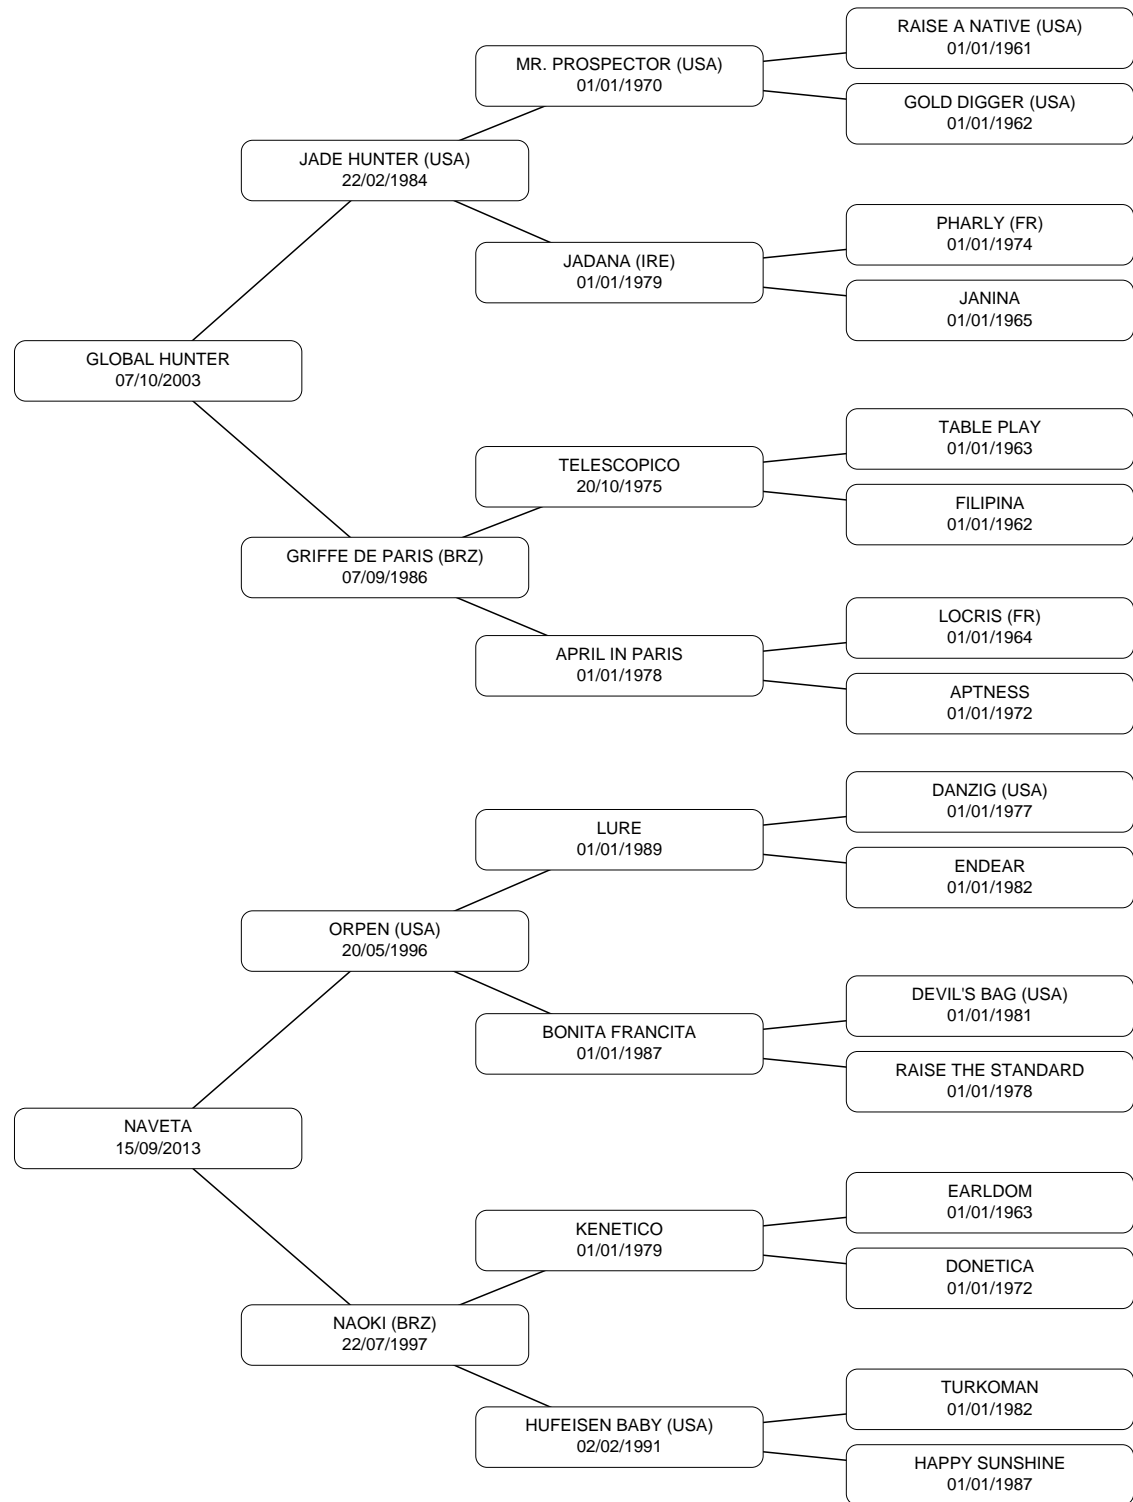 RAISE A NATIVE (USA)
01/01/1961
MR. PROSPECTOR (USA)
01/01/1970
GOLD DIGGER (USA)
01/01/1962
JADE HUNTER (USA)
22/02/1984
PHARLY (FR)
01/01/1974
JADANA (IRE)
01/01/1979
JANINA
01/01/1965
GLOBAL HUNTER
07/10/2003
TABLE PLAY
01/01/1963
TELESCOPICO
20/10/1975
FILIPINA
01/01/1962
GRIFFE DE PARIS (BRZ)
07/09/1986
LOCRIS (FR)
01/01/1964
APRIL IN PARIS
01/01/1978
APTNESS
01/01/1972
DANZIG (USA)
01/01/1977
LURE
01/01/1989
ENDEAR
01/01/1982
ORPEN (USA)
20/05/1996
DEVIL'S BAG (USA)
01/01/1981
BONITA FRANCITA
01/01/1987
RAISE THE STANDARD
01/01/1978
NAVETA
15/09/2013
EARLDOM
01/01/1963
KENETICO
01/01/1979
DONETICA
01/01/1972
NAOKI (BRZ)
22/07/1997
TURKOMAN
01/01/1982
HUFEISEN BABY (USA)
02/02/1991
HAPPY SUNSHINE
01/01/1987